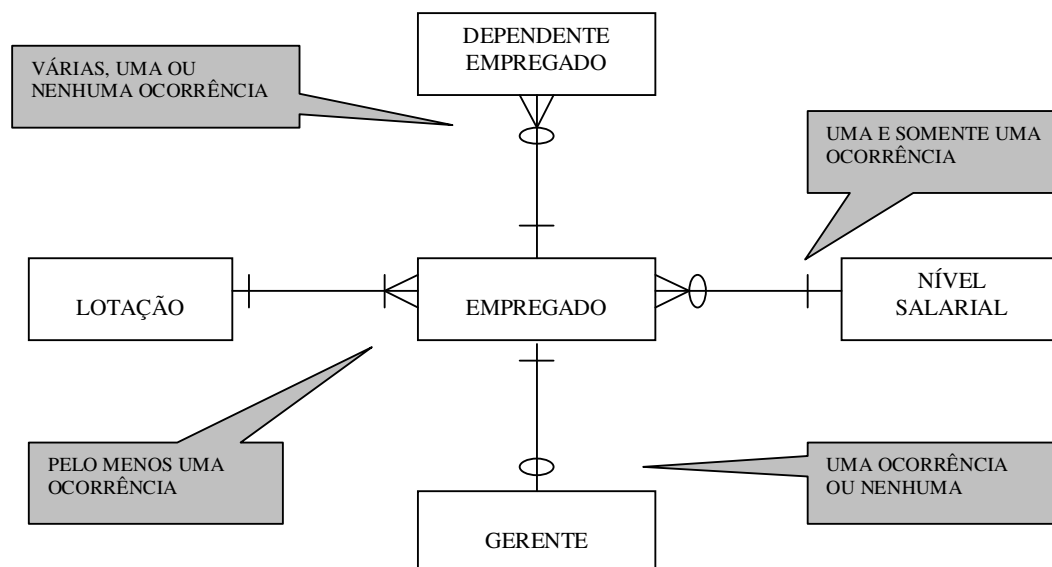 DEPENDENTE
EMPREGADO
VÁRIAS, UMA OU
NENHUMA OCORRÊNCIA
UMA E SOMENTE UMA
OCORRÊNCIA
LOTAÇÃO
EMPREGADO
NÍVEL
SALARIAL
PELO MENOS UMA
OCORRÊNCIA
UMA OCORRÊNCIA
OU NENHUMA
GERENTE